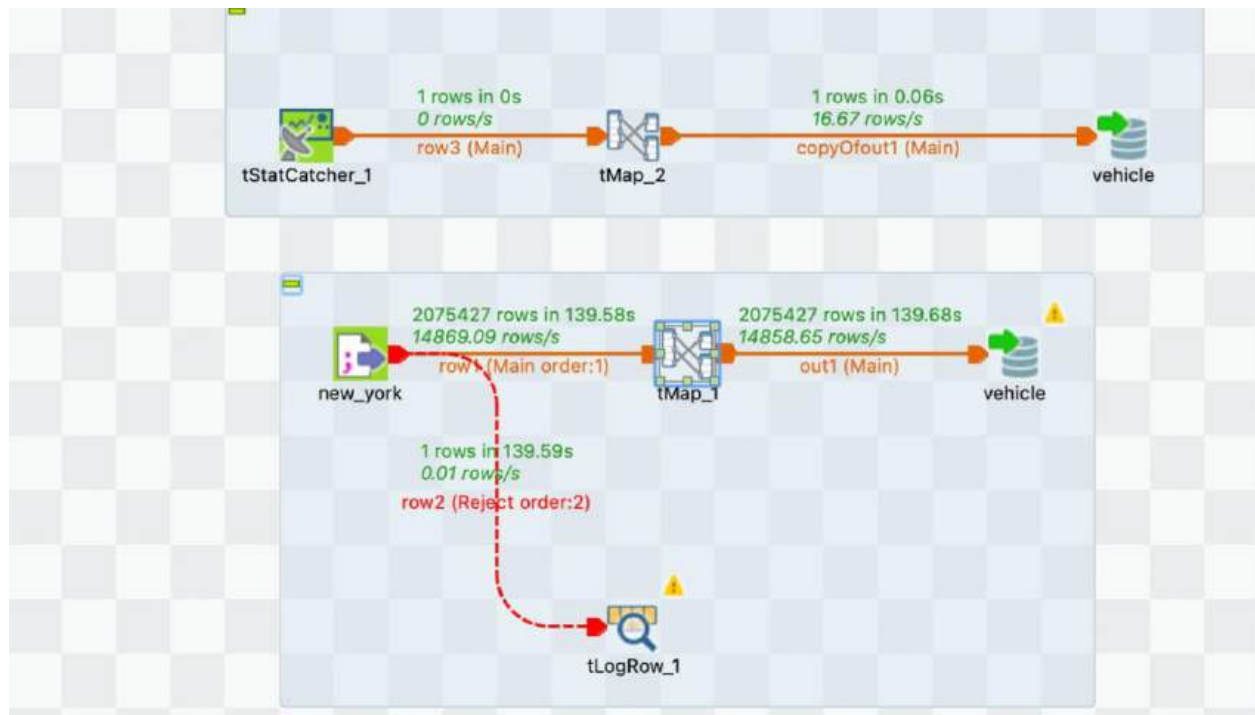 1 rows in 0s
0 rows/s
row3 (Main)
1 rows in 0.06s
16.67 rows/s
copyOfout1 (Main)
tStatCatcher_1
tMap_2
vehicle
2075427 rows in 139.58s
14869.09 rows/s
row1 (Main order:1)
2075427 rows in 139.68s
14858.65 rows/s
out1 (Main)
new_york
tMap_1
vehicle
1 rows in 139.59s
0.01 rows/s
row2 (Reject order:2)
tLogRow_1